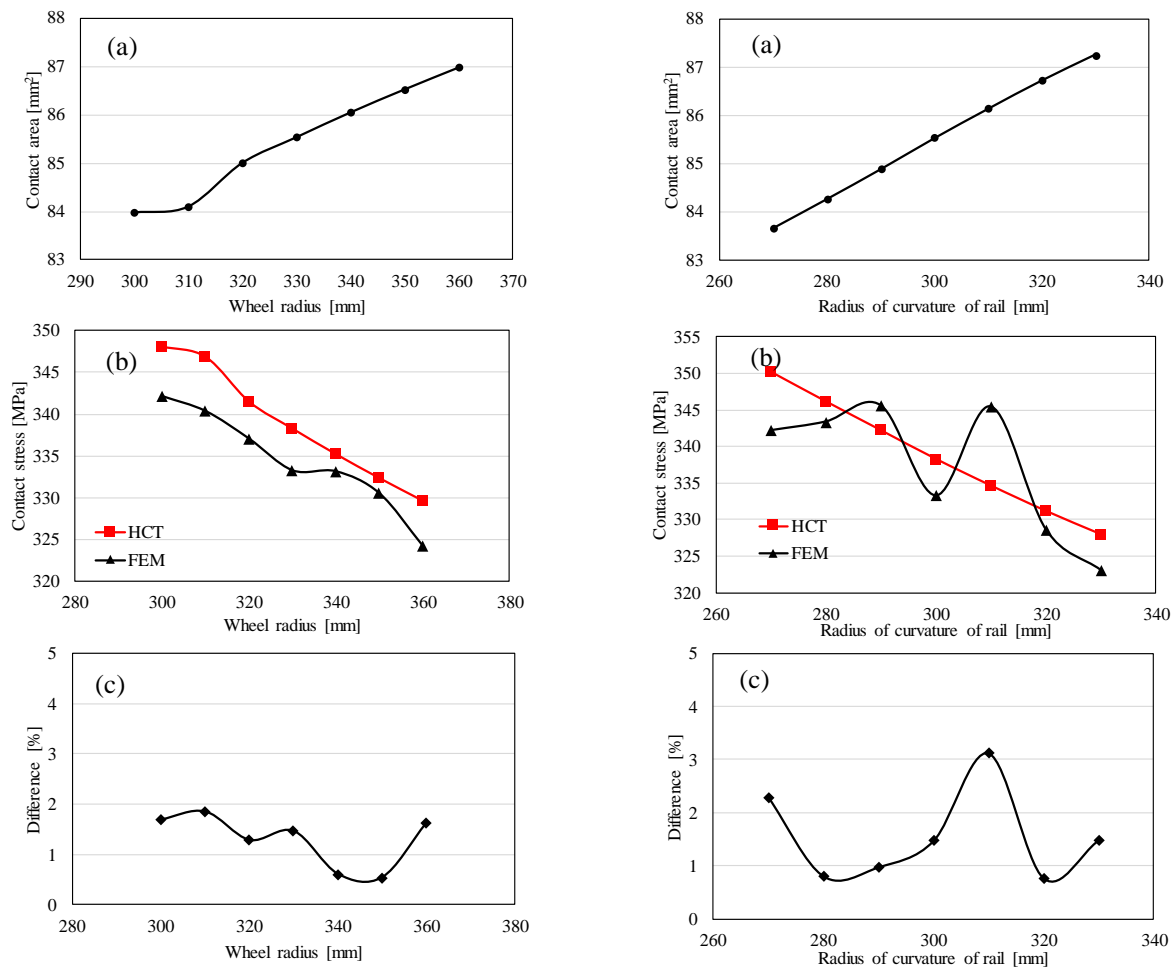 (a)
Contact area [mm²]
88
87
86
85
84
83
290 300 310 320 330 340 350 360 370
Wheel radius [mm]
(a)
Contact area [mm²]
88
87
86
85
84
83
260 280 300 320 340
Radius of curvature of rail [mm]
(b)
Contact stress [MPa]
350
345
340
335
330
325
320
HCT
FEM
280 300 320 340 360 380
Wheel radius [mm]
(b)
Contact stress [MPa]
355
350
345
340
335
330
325
320
HCT
FEM
260 280 300 320 340
Radius of curvature of rail [mm]
(c)
Difference [%]
5
4
3
2
1
0
280 300 320 340 360 380
Wheel radius [mm]
(c)
Difference [%]
5
4
3
2
1
0
260 280 300 320 340
Radius of curvature of rail [mm]